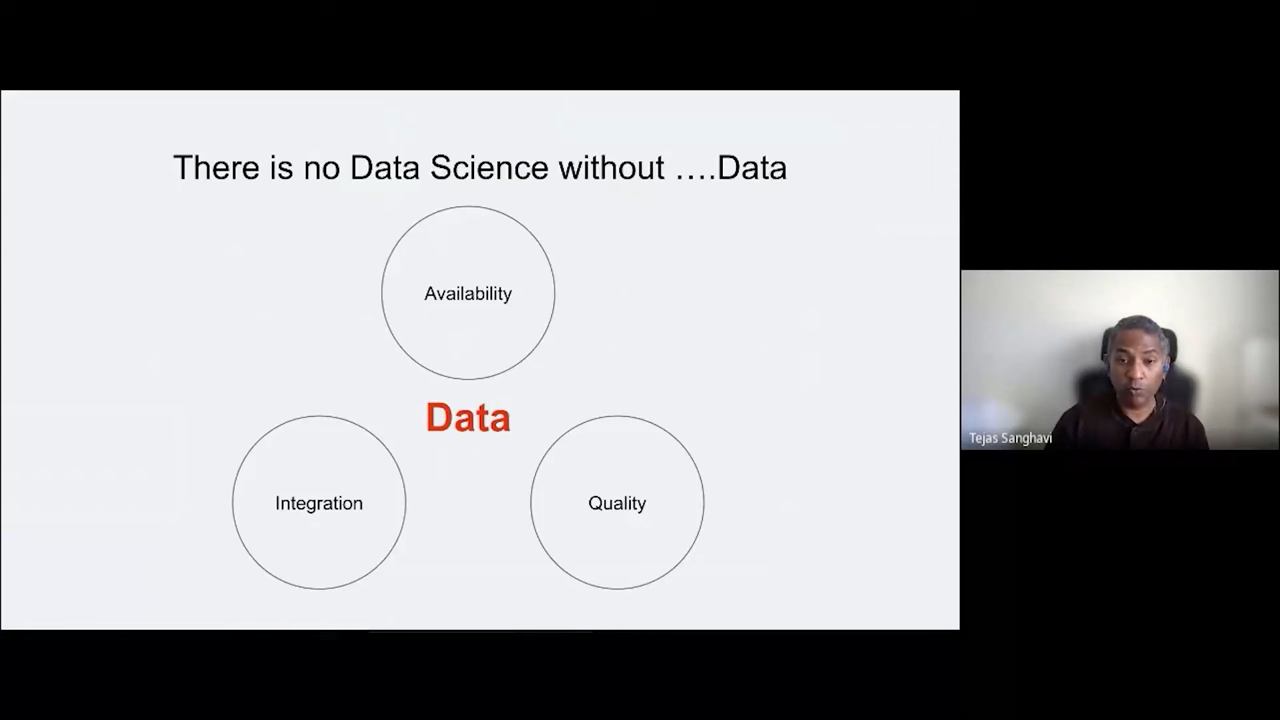 There is no Data Science without ….Data
Availability
Data
Integration
Quality
Tejas Sanghavi